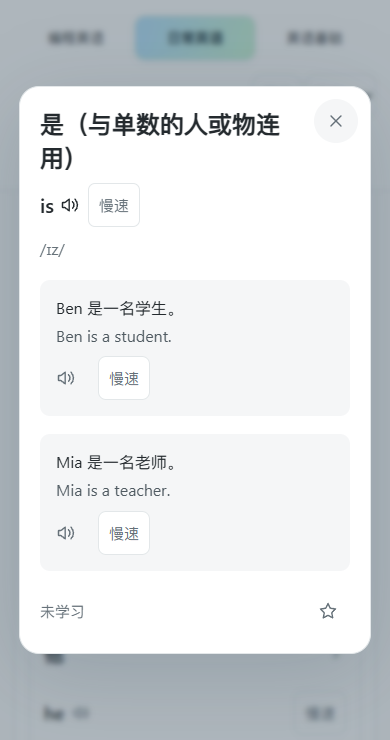 是（与单数的人或物连
用）
is 慢速
/ɪz/
Ben 是一名学生。
Ben is a student.
慢速
Mia 是一名老师。
Mia is a teacher.
慢速
未学习